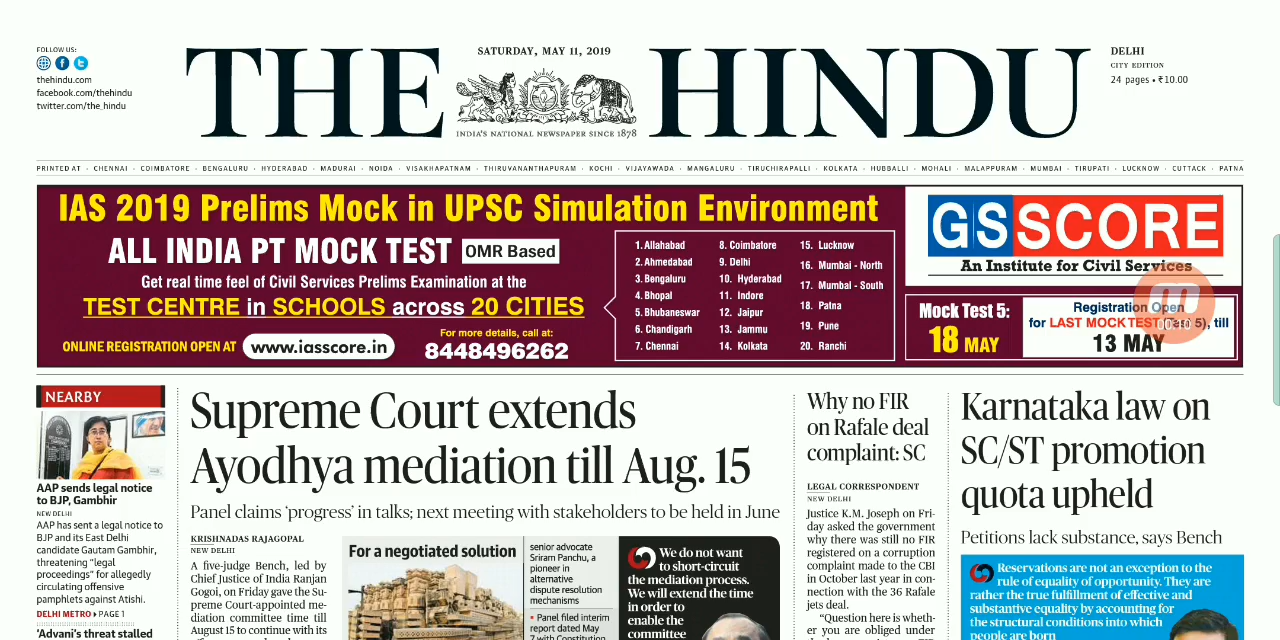 FOLLOW US:
thehindu.com
facebook.com/thehindu
twitter.com/the_hindu
THE HINDU
SATURDAY, MAY 11, 2019
INDIA'S NATIONAL NEWSPAPER SINCE 1878
DELHI
CITY EDITION
24 pages • ₹10.00
PRINTED AT · CHENNAI · COIMBATORE · BENGALURU · HYDERABAD · MADURAI · NOIDA · VISAKHAPATNAM · THIRUVANANTHAPURAM · KOCHI · VIJAYAWADA · MANGALURU · TIRUCHIRAPALLI · KOLKATA · HUBBALLI · MOHALI · MALAPPURAM · MUMBAI · TIRUPATI · LUCKNOW · CUTTACK · PATNA
IAS 2019 Prelims Mock in UPSC Simulation Environment
ALL INDIA PT MOCK TEST OMR Based
Get real time feel of Civil Services Prelims Examination at the
TEST CENTRE in SCHOOLS across 20 CITIES
ONLINE REGISTRATION OPEN AT www.iasscore.in
For more details, call at:
8448496262
1. Allahabad
2. Ahmedabad
3. Bengaluru
4. Bhopal
5. Bhubaneswar
6. Chandigarh
7. Chennai
8. Coimbatore
9. Delhi
10. Hyderabad
11. Indore
12. Jaipur
13. Jammu
14. Kolkata
15. Lucknow
16. Mumbai - North
17. Mumbai - South
18. Patna
19. Pune
20. Ranchi
GS SCORE
An Institute for Civil Services
Mock Test 5:
18 MAY
Registration Open
for LAST MOCK TEST (Test 5), till
13 MAY
00:10
NEARBY
AAP sends legal notice
to BJP, Gambhir
NEW DELHI
AAP has sent a legal notice to
BJP and its East Delhi
candidate Gautam Gambhir,
threatening "legal
proceedings" for allegedly
circulating offensive
pamphlets against Atishi.
DELHI METRO PAGE 1
'Advani's threat stalled
Supreme Court extends
Ayodhya mediation till Aug. 15
Panel claims 'progress' in talks; next meeting with stakeholders to be held in June
KRISHNADAS RAJAGOPAL
NEW DELHI
A five-judge Bench, led by
Chief Justice of India Ranjan
Gogoi, on Friday gave the Su-
preme Court-appointed me-
diation committee time till
August 15 to continue with its
For a negotiated solution
senior advocate
Sriram Panchu, a
pioneer in
alternative
dispute resolution
mechanisms
• Panel filed interim
report dated May
7 with Constitution
We do not want
to short-circuit
the mediation process.
We will extend the time
in order to
enable the
committee
Why no FIR
on Rafale deal
complaint: SC
LEGAL CORRESPONDENT
NEW DELHI
Justice K.M. Joseph on Fri-
day asked the government
why there was still no FIR
registered on a corruption
complaint made to the CBI
in October last year in con-
nection with the 36 Rafale
jets deal.
"Question here is wheth-
er you are obliged under
Karnataka law on
SC/ST promotion
quota upheld
Petitions lack substance, says Bench
Reservations are not an exception to the
rule of equality of opportunity. They are
rather the true fulfillment of effective and
substantive equality by accounting for
the structural conditions into which
people are born